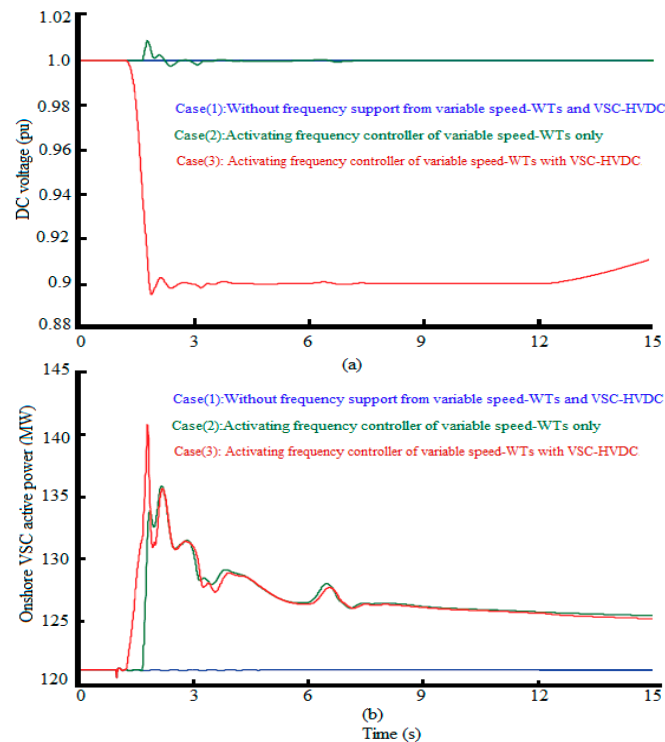 1.02
1.0
0.98
0.96
0.94
0.92
0.9
0.88
DC voltage (pu)
Case(1):Without frequency support from variable speed-WTs and VSC-HVDC
Case(2):Activating frequency controller of variable speed-WTs only
Case(3): Activating frequency controller of variable speed-WTs with VSC-HVDC
0 3 6 9 12 15
(a)
145
140
135
130
125
120
Onshore VSC active power (MW)
Case(1):Without frequency support from variable speed-WTs and VSC-HVDC
Case(2):Activating frequency controller of variable speed-WTs only
Case(3): Activating frequency controller of variable speed-WTs with VSC-HVDC
0 3 6 9 12 15
(b)
Time (s)